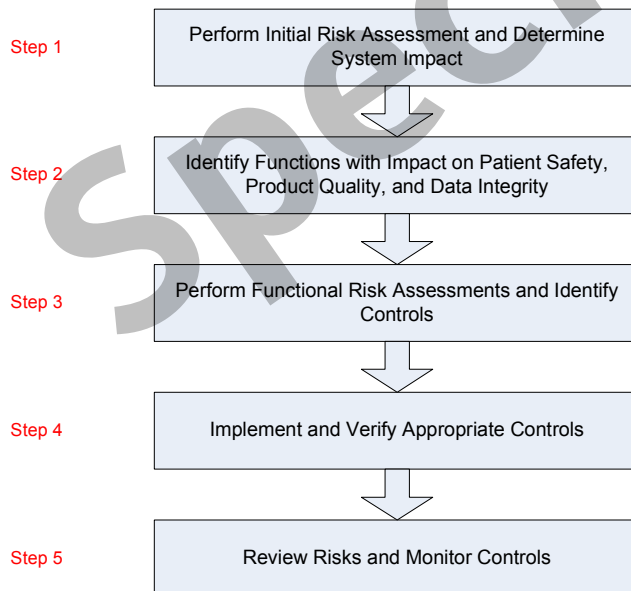 Step 1
Perform Initial Risk Assessment and Determine
System Impact
Step 2
Identify Functions with Impact on Patient Safety,
Product Quality, and Data Integrity
Step 3
Perform Functional Risk Assessments and Identify
Controls
Step 4
Implement and Verify Appropriate Controls
Step 5
Review Risks and Monitor Controls
Speci